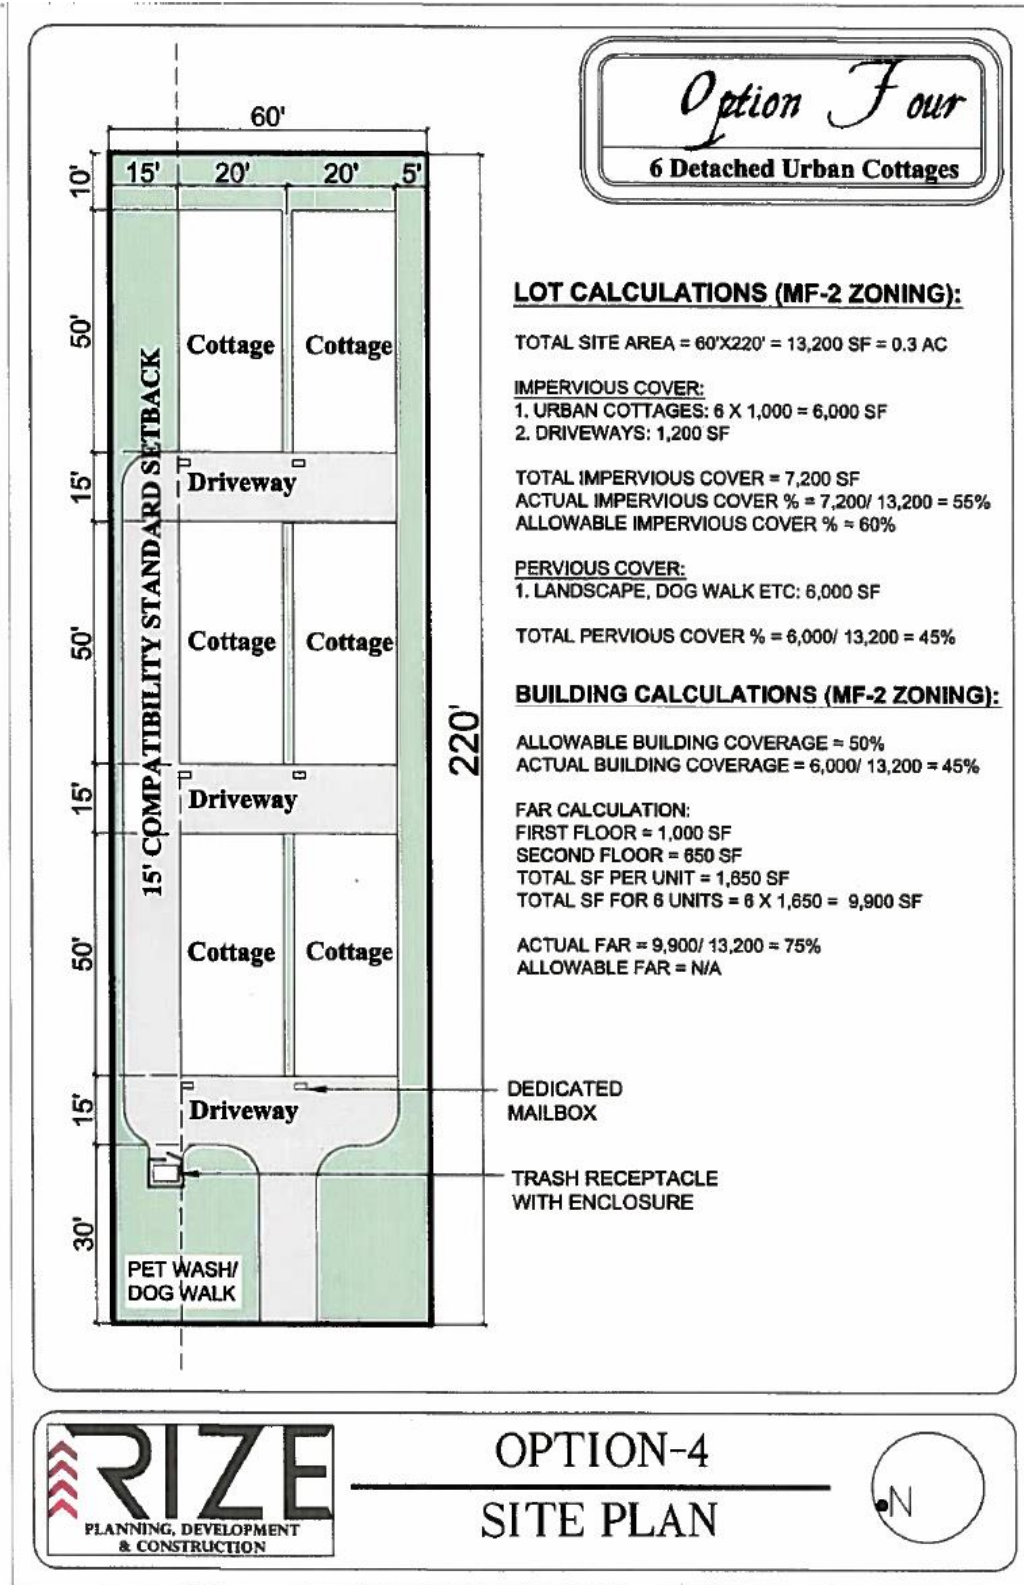 Option Four
6 Detached Urban Cottages
60'
15' 20' 20' 5'
10'
50'
15'
50'
15'
50'
15'
30'
220'
15' COMPATIBILITY STANDARD SETBACK
Cottage Cottage
Driveway
Cottage Cottage
Driveway
Cottage Cottage
Driveway
PET WASH/
DOG WALK
DEDICATED
MAILBOX
TRASH RECEPTACLE
WITH ENCLOSURE
LOT CALCULATIONS (MF-2 ZONING):
TOTAL SITE AREA = 60'X220' = 13,200 SF = 0.3 AC
IMPERVIOUS COVER:
1. URBAN COTTAGES: 6 X 1,000 = 6,000 SF
2. DRIVEWAYS: 1,200 SF
TOTAL IMPERVIOUS COVER = 7,200 SF
ACTUAL IMPERVIOUS COVER % = 7,200/ 13,200 = 55%
ALLOWABLE IMPERVIOUS COVER % = 60%
PERVIOUS COVER:
1. LANDSCAPE, DOG WALK ETC: 6,000 SF
TOTAL PERVIOUS COVER % = 6,000/ 13,200 = 45%
BUILDING CALCULATIONS (MF-2 ZONING):
ALLOWABLE BUILDING COVERAGE = 50%
ACTUAL BUILDING COVERAGE = 6,000/ 13,200 = 45%
FAR CALCULATION:
FIRST FLOOR = 1,000 SF
SECOND FLOOR = 650 SF
TOTAL SF PER UNIT = 1,650 SF
TOTAL SF FOR 6 UNITS = 6 X 1,650 = 9,900 SF
ACTUAL FAR = 9,900/ 13,200 = 75%
ALLOWABLE FAR = N/A
RIZE
PLANNING, DEVELOPMENT
& CONSTRUCTION
OPTION-4
SITE PLAN
N